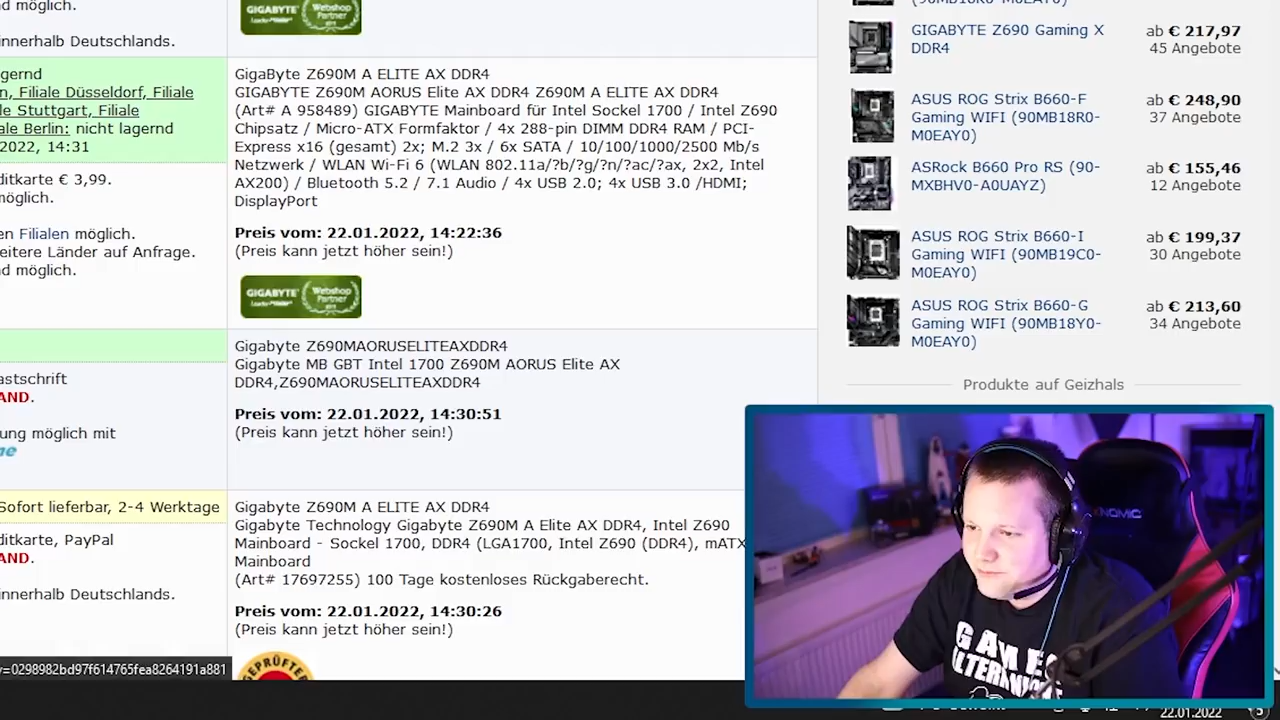 d möglich.
GIGABYTE Webshop Partner
innerhalb Deutschlands.
agernd
n, Filiale Düsseldorf, Filiale
le Stuttgart, Filiale
ale Berlin: nicht lagernd
2022, 14:31
ditkarte € 3,99.
möglich.
en Filialen möglich.
eitere Länder auf Anfrage.
d möglich.
GigaByte Z690M A ELITE AX DDR4
GIGABYTE Z690M AORUS Elite AX DDR4 Z690M A ELITE AX DDR4
(Art# A 958489) GIGABYTE Mainboard für Intel Sockel 1700 / Intel Z690
Chipsatz / Micro-ATX Formfaktor / 4x 288-pin DIMM DDR4 RAM / PCI-
Express x16 (gesamt) 2x; M.2 3x / 6x SATA / 10/100/1000/2500 Mb/s
Netzwerk / WLAN Wi-Fi 6 (WLAN 802.11a/?b/?g/?n/?ac/?ax, 2x2, Intel
AX200) / Bluetooth 5.2 / 7.1 Audio / 4x USB 2.0; 4x USB 3.0 /HDMI;
DisplayPort
Preis vom: 22.01.2022, 14:22:36
(Preis kann jetzt höher sein!)
GIGABYTE Webshop Partner
astschrift
AND.
ung möglich mit
ne
Gigabyte Z690MAORUSELITEAXDDR4
Gigabyte MB GBT Intel 1700 Z690M AORUS Elite AX
DDR4,Z690MAORUSELITEAXDDR4
Preis vom: 22.01.2022, 14:30:51
(Preis kann jetzt höher sein!)
Sofort lieferbar, 2-4 Werktage
ditkarte, PayPal
AND.
innerhalb Deutschlands.
Gigabyte Z690M A ELITE AX DDR4
Gigabyte Technology Gigabyte Z690M A Elite AX DDR4, Intel Z690
Mainboard - Sockel 1700, DDR4 (LGA1700, Intel Z690 (DDR4), mATX
Mainboard
(Art# 17697255) 100 Tage kostenloses Rückgaberecht.
Preis vom: 22.01.2022, 14:30:26
(Preis kann jetzt höher sein!)
GEPRÜFTE
y=0298982bd97f614765fea8264191a881
(90MB18R0-M0EAY0)
GIGABYTE Z690 Gaming X
DDR4
ab € 217,97
45 Angebote
ASUS ROG Strix B660-F
Gaming WIFI (90MB18R0-
M0EAY0)
ab € 248,90
37 Angebote
ASRock B660 Pro RS (90-
MXBHV0-A0UAYZ)
ab € 155,46
12 Angebote
ASUS ROG Strix B660-I
Gaming WIFI (90MB19C0-
M0EAY0)
ab € 199,37
30 Angebote
ASUS ROG Strix B660-G
Gaming WIFI (90MB18Y0-
M0EAY0)
ab € 213,60
34 Angebote
Produkte auf Geizhals
22.01.2022